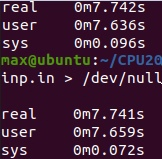 real 0m7.742s
user 0m7.636s
sys 0m0.096s
max@ubuntu:~/CPU20
inp.in > /dev/null
real 0m7.741s
user 0m7.659s
sys 0m0.072s